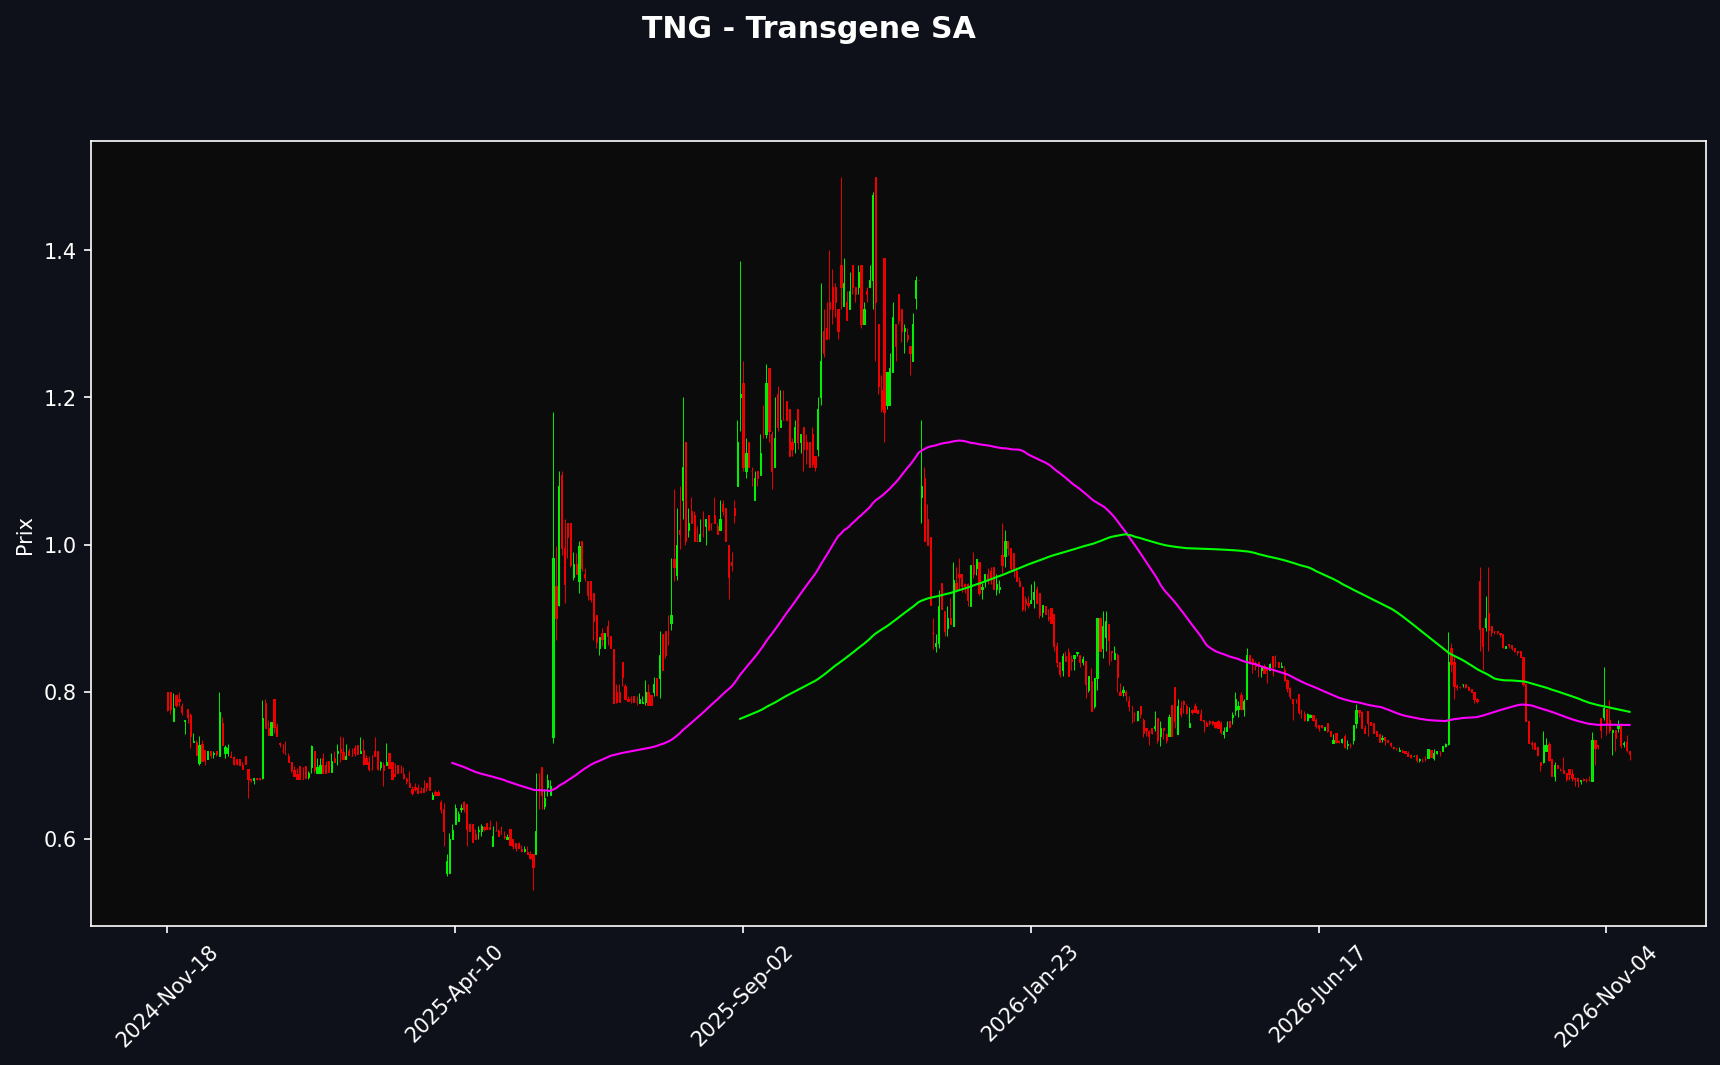 TNG - Transgene SA
Prix
1.4
1.2
1.0
0.8
0.6
2024-Nov-18
2025-Apr-10
2025-Sep-02
2026-Jan-23
2026-Jun-17
2026-Nov-04